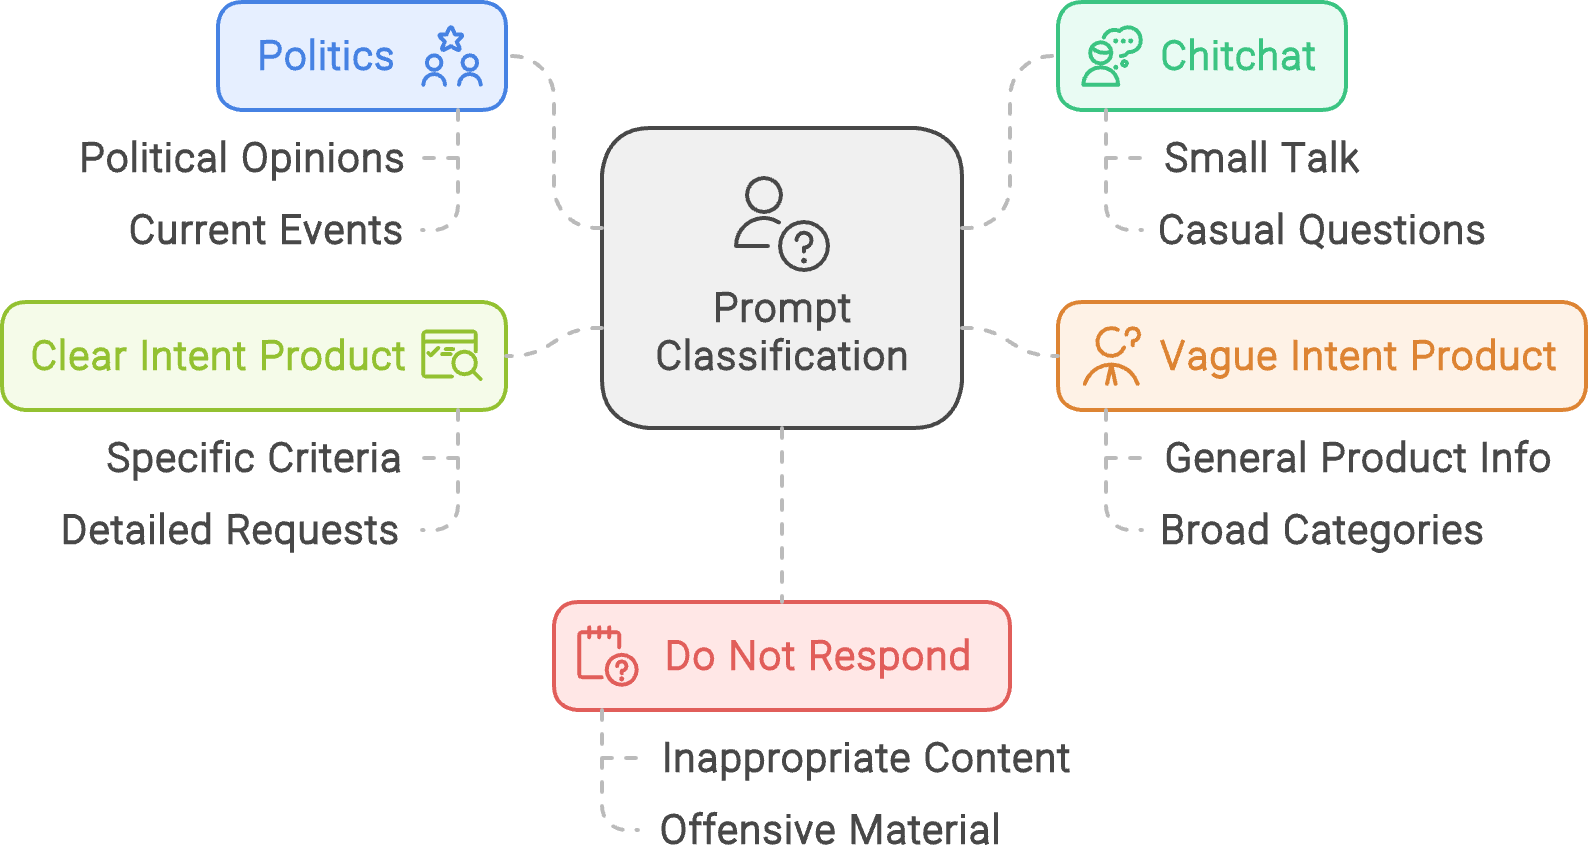 Politics
Political Opinions
Current Events
Chitchat
Small Talk
Casual Questions
Prompt
Classification
Clear Intent Product
Specific Criteria
Detailed Requests
Vague Intent Product
General Product Info
Broad Categories
Do Not Respond
Inappropriate Content
Offensive Material